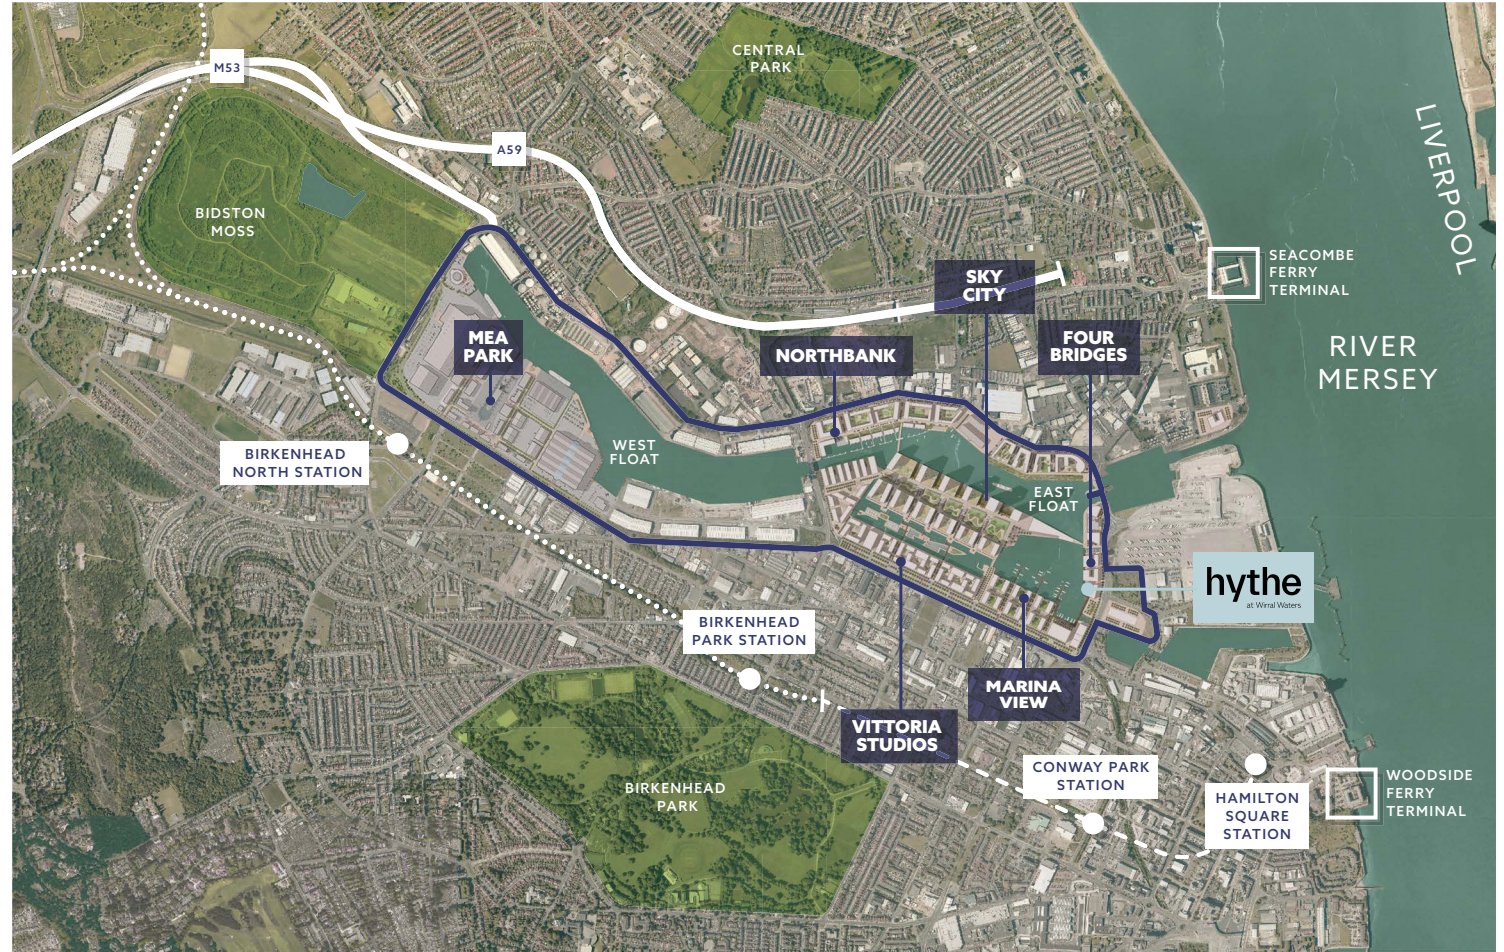 CENTRAL
PARK
M53
A59
LIVERPOOL
BIDSTON
MOSS
SEACOMBE
FERRY
TERMINAL
SKY
CITY
MEA
PARK
NORTHBANK
FOUR
BRIDGES
RIVER
MERSEY
WEST
FLOAT
BIRKENHEAD
NORTH STATION
EAST
FLOAT
hythe
at Wirral Waters
BIRKENHEAD
PARK STATION
MARINA
VIEW
VITTORIA
STUDIOS
CONWAY PARK
STATION
BIRKENHEAD
PARK
HAMILTON
SQUARE
STATION
WOODSIDE
FERRY
TERMINAL